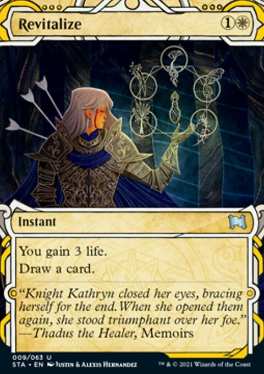 Revitalize 1
Instant
You gain 3 life.
Draw a card.
“Knight Kathryn closed her eyes, bracing
herself for the end. When she opened them
again, she stood triumphant over her foe.”
—Thadus the Healer, Memoirs
009/063 U
STA • EN Justin & Alexis Hernandez
™ & © 2021 Wizards of the Coast